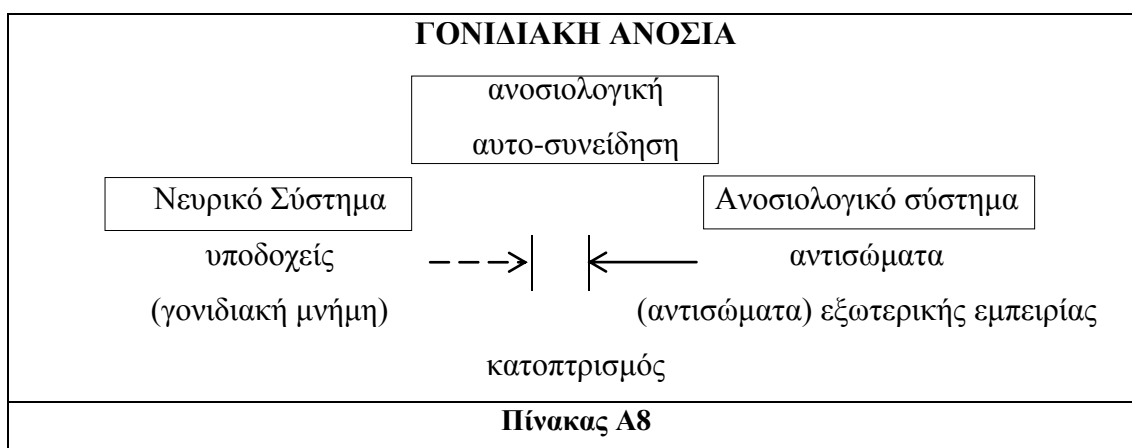 ΓΟΝΙΔΙΑΚΗ ΑΝΟΣΙΑ
ανοσιολογική
αυτο-συνείδηση
Νευρικό Σύστημα Ανοσιολογικό σύστημα
υποδοχείς αντισώματα
(γονιδιακή μνήμη) (αντισώματα) εξωτερικής εμπειρίας
κατοπτρισμός
Πίνακας Α8